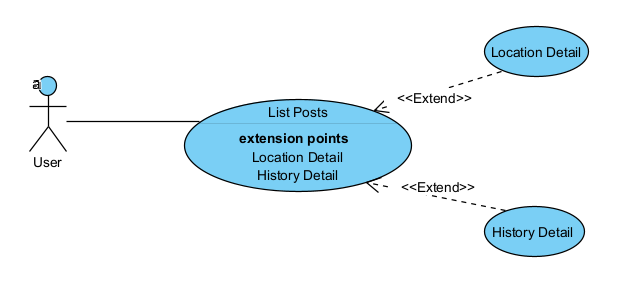 a
User
List Posts
extension points
Location Detail
History Detail
<<Extend>>
Location Detail
<<Extend>>
History Detail